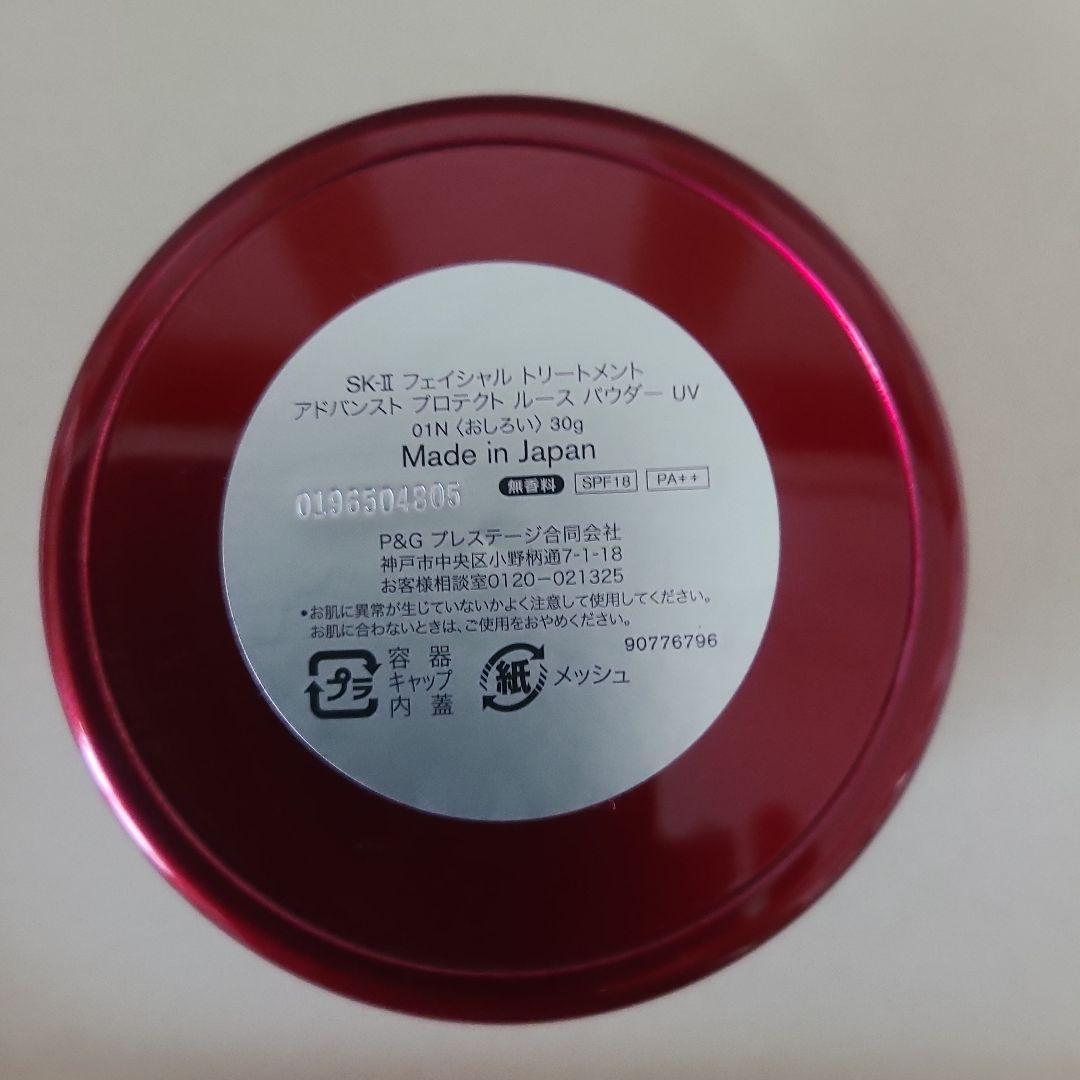 SK-Ⅱ フェイシャル トリートメント
アドバンスト プロテクト ルース パウダー UV
01N〈おしろい〉30g
Made in Japan
0196504805 無香料 SPF18 PA++
P&G プレステージ合同会社
神戸市中央区小野柄通7-1-18
お客様相談室0120-021325
•お肌に異常が生じていないかよく注意して使用してください。
お肌に合わないときは、ご使用をおやめください。
90776796
プラ 容器 キャップ 内蓋
紙 メッシュ